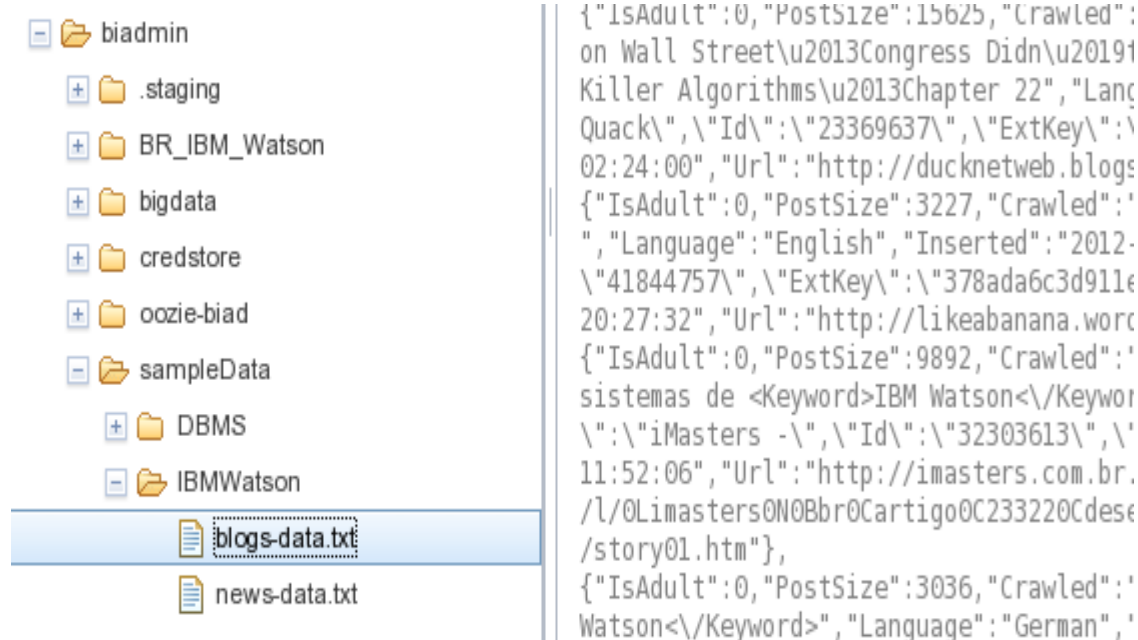 biadmin
.staging
BR_IBM_Watson
bigdata
credstore
oozie-biad
sampleData
DBMS
IBMWatson
blogs-data.txt
news-data.txt
{"IsAdult":0,"PostSize":15625,"Crawled":
on Wall Street\u2013Congress Didn\u2019t
Killer Algorithms\u2013Chapter 22","Lang
Quack\",\"Id\":\"23369637\",\"ExtKey\":\
02:24:00","Url":"http://ducknetweb.blogs
{"IsAdult":0,"PostSize":3227,"Crawled":"
","Language":"English","Inserted":"2012-
\"41844757\",\"ExtKey\":\"378ada6c3d911e
20:27:32","Url":"http://likeabanana.word
{"IsAdult":0,"PostSize":9892,"Crawled":"
sistemas de <Keyword>IBM Watson<\/Keywor
\":\"iMasters -\",\"Id\":\"32303613\",\"
11:52:06","Url":"http://imasters.com.br.
/l/0Limasters0N0Bbr0Cartigo0C233220Cdese
/story01.htm"},
{"IsAdult":0,"PostSize":3036,"Crawled":"
Watson<\/Keyword>","Language":"German","